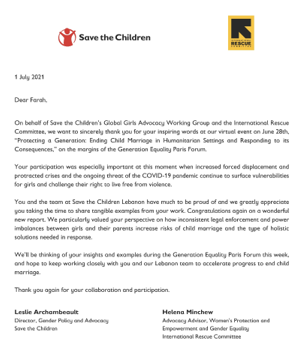 Save the Children
RESCUE
1 July 2021
Dear Farah,
On behalf of Save the Children's Global Girls Advocacy Working Group and the International Rescue
Committee, we want to sincerely thank you for your inspiring words at our virtual event on June 28th,
"Protecting a Generation: Ending Child Marriage in Humanitarian Settings and Responding to its
Consequences," on the margins of the Generation Equality Paris Forum.
Your participation was especially important at this moment when increased forced displacement and
protracted crises and the ongoing threat of the COVID-19 pandemic continue to surface vulnerabilities
for girls and challenge their right to live free from violence.
You and the team at Save the Children Lebanon have much to be proud of and we greatly appreciate
you taking the time to share tangible examples from your work. Congratulations again on a wonderful
new report. We particularly valued your perspective on how inconsistent legal enforcement and power
imbalances between girls and their parents increase risks of child marriage and the type of holistic
solutions needed in response.
We'll be thinking of your insights and examples during the Generation Equality Paris Forum this week,
and hope to keep working closely with you and our Lebanon team to accelerate progress to end child
marriage.
Thank you again for your collaboration and participation.
Leslie Archambeault Helena Minchew
Director, Gender Policy and Advocacy Advocacy Advisor, Women's Protection and
Save the Children Empowerment and Gender Equality
International Rescue Committee